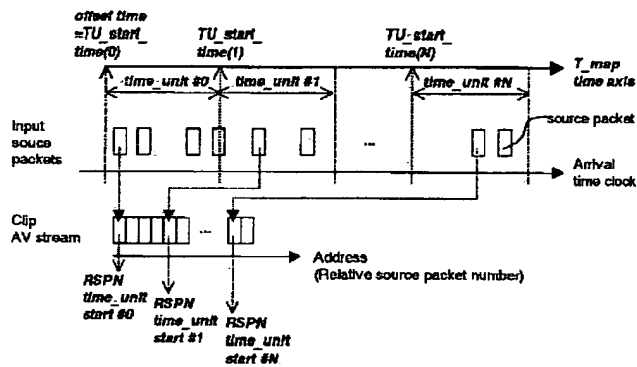 offset time
=TU_start_
time(0)
TU_start_
time(1)
TU-start_
time(N)
T_map
time axis
time_unit #0
time_unit #1
time_unit #N
Input
souce
packets
...
source packet
Arrival
time clock
Clip
AV stream
...
Address
(Relative source packet number)
RSPN
time_unit
start #0
RSPN
time_unit
start #1
RSPN
time_unit
start #N